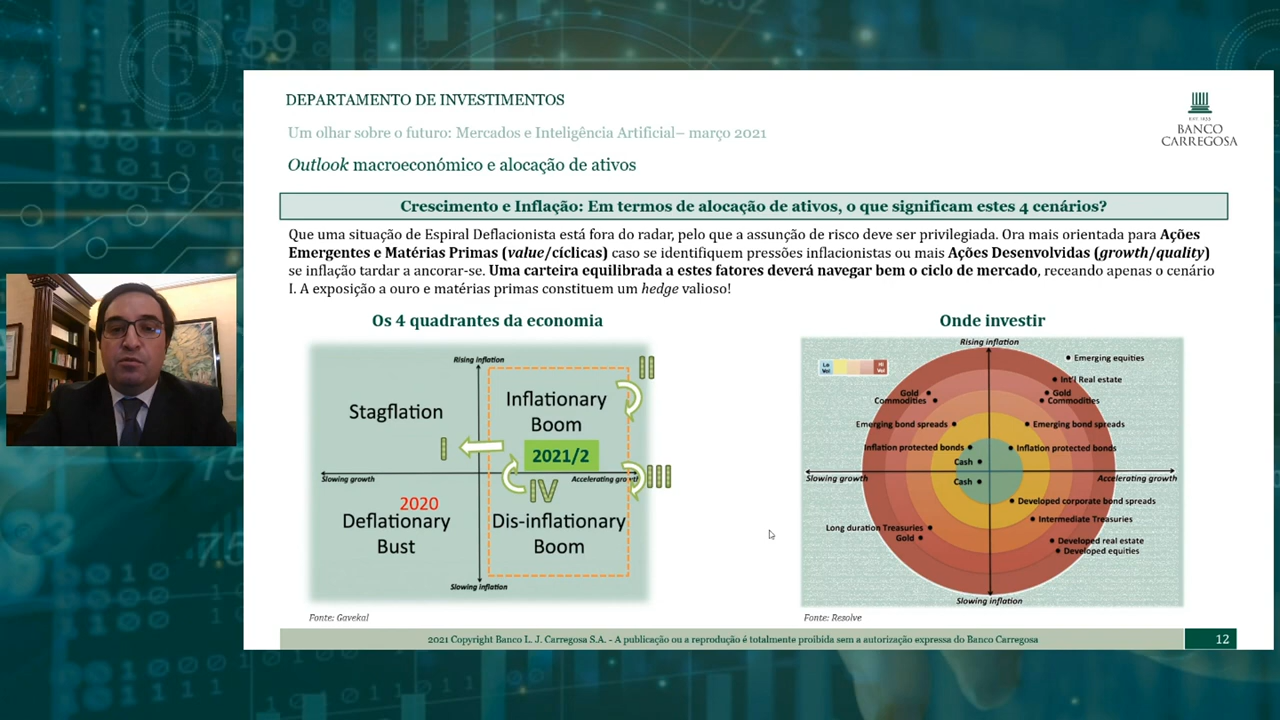 DEPARTAMENTO DE INVESTIMENTOS
Um olhar sobre o futuro: Mercados e Inteligência Artificial– março 2021
Outlook macroeconómico e alocação de ativos
EST. 1833
BANCO
CARREGOSA
Crescimento e Inflação: Em termos de alocação de ativos, o que significam estes 4 cenários?
Que uma situação de Espiral Deflacionista está fora do radar, pelo que a assunção de risco deve ser privilegiada. Ora mais orientada para Ações
Emergentes e Matérias Primas (value/cíclicas) caso se identifiquem pressões inflacionistas ou mais Ações Desenvolvidas (growth/quality)
se inflação tardar a ancorar-se. Uma carteira equilibrada a estes fatores deverá navegar bem o ciclo de mercado, receando apenas o cenário
I. A exposição a ouro e matérias primas constituem um hedge valioso!
Os 4 quadrantes da economia
Rising inflation
II
Stagflation
Inflationary
Boom
I
2021/2
Slowing growth
Accelerating growth
III
IV
2020
Deflationary
Bust
Dis-inflationary
Boom
Slowing inflation
Fonte: Gavekal
Onde investir
Rising inflation
Lo
Vol
Hi
Vol
Emerging equities
Int'l Real estate
Gold
Gold
Commodities
Commodities
Emerging bond spreads
Emerging bond spreads
Inflation protected bonds
Inflation protected bonds
Cash
Slowing growth
Accelerating growth
Cash
Developed corporate bond spreads
Intermediate Treasuries
Long duration Treasuries
Gold
Developed real estate
Developed equities
Slowing inflation
Fonte: Resolve
2021 Copyright Banco L. J. Carregosa S.A. - A publicação ou a reprodução é totalmente proibida sem a autorização expressa do Banco Carregosa
12